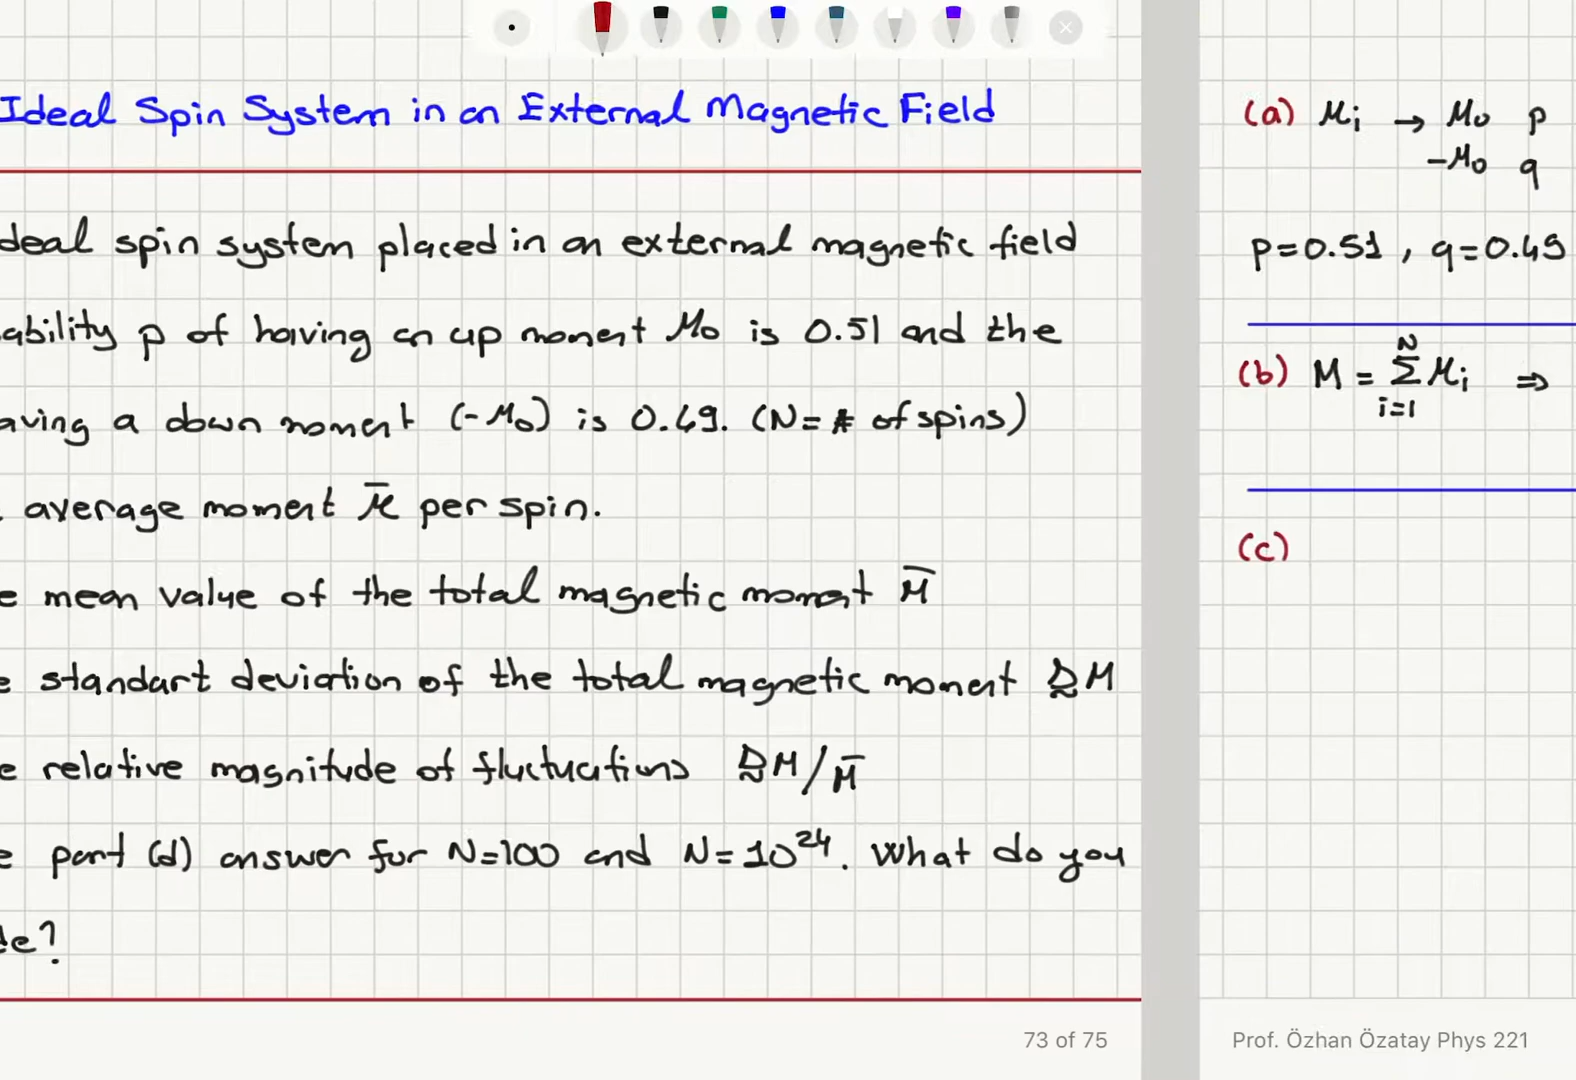 Ideal Spin System in an External Magnetic Field
deal spin system placed in an external magnetic field
ability p of having an up moment μ₀ is 0.51 and the
aving a down moment (-μ₀) is 0.49. (N = # of spins)
average moment μ̄ per spin.
e mean value of the total magnetic moment M̄
e standart deviation of the total magnetic moment ΔM
e relative magnitude of fluctuations ΔM/M̄
e part (d) answer for N=100 and N=10²⁴. What do you
de?
73 of 75
(a) μᵢ → μ₀ p
-μ₀ q
p=0.51, q=0.49
(b) M = Σᵢ₌₁ᴺ μᵢ ⇒
(c)
Prof. Özhan Özatay Phys 221